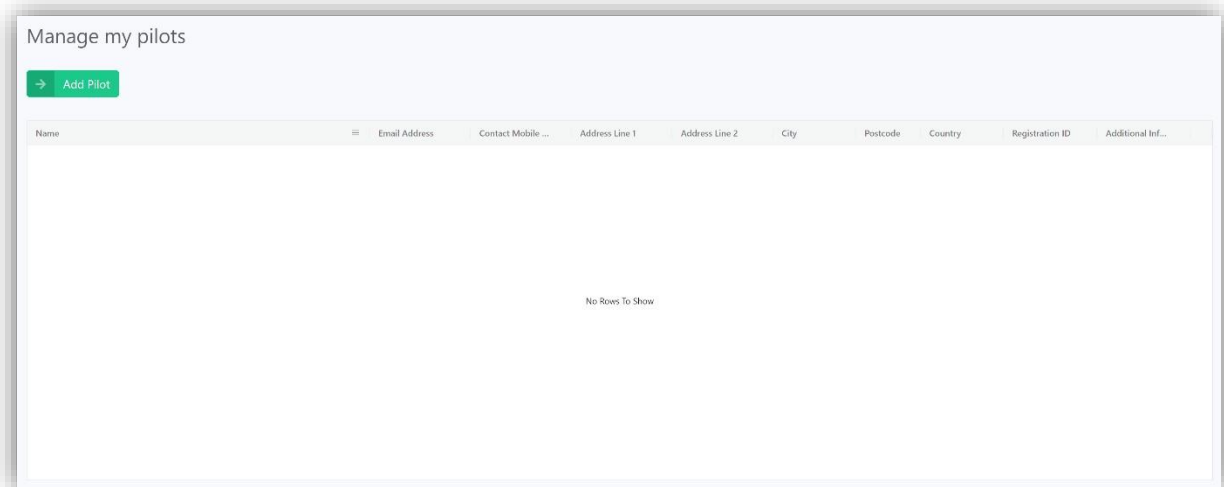 Manage my pilots
Add Pilot
Name Email Address Contact Mobile ... Address Line 1 Address Line 2 City Postcode Country Registration ID Additional Inf...
No Rows To Show